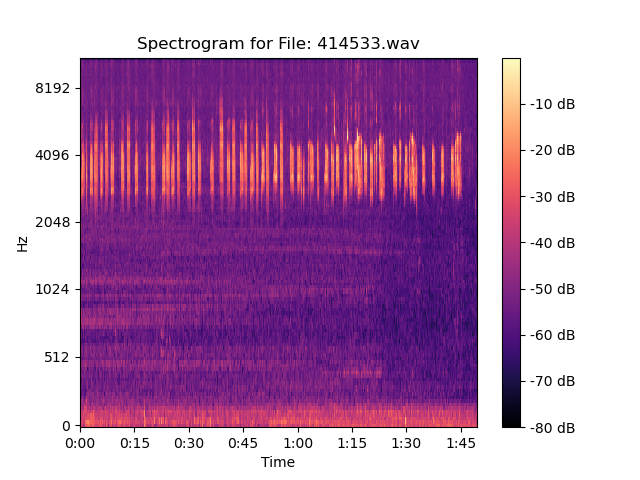 Spectrogram for File: 414533.wav
8192
4096
2048
1024
512
0
Hz
0:00 0:15 0:30 0:45 1:00 1:15 1:30 1:45
Time
-10 dB
-20 dB
-30 dB
-40 dB
-50 dB
-60 dB
-70 dB
-80 dB